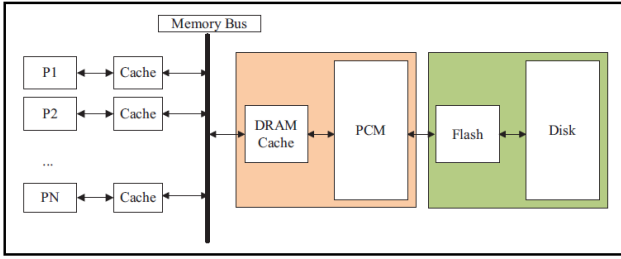 Memory Bus
P1
Cache
P2
Cache
...
PN
Cache
DRAM
Cache
PCM
Flash
Disk